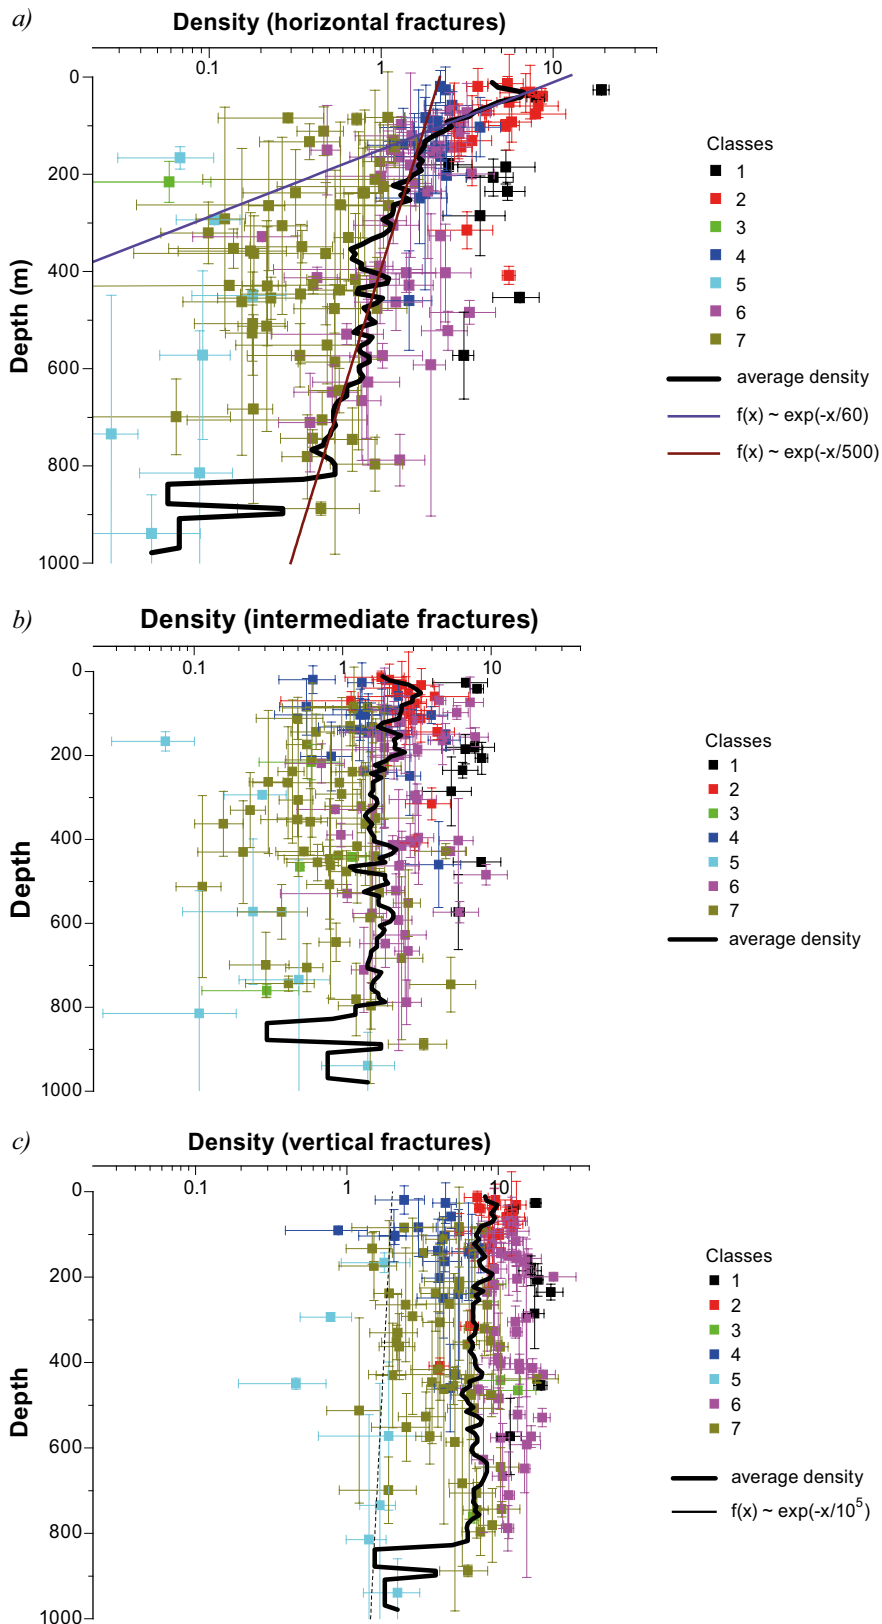 a)
Density (horizontal fractures)
0.1 1 10
0
200
400
600
800
1000
Depth (m)
Classes
1
2
3
4
5
6
7
average density
f(x) ~ exp(-x/60)
f(x) ~ exp(-x/500)
b)
Density (intermediate fractures)
0.1 1 10
0
200
400
600
800
1000
Depth
Classes
1
2
3
4
5
6
7
average density
c)
Density (vertical fractures)
0.1 1 10
0
200
400
600
800
1000
Depth
Classes
1
2
3
4
5
6
7
average density
f(x) ~ exp(-x/10⁵)